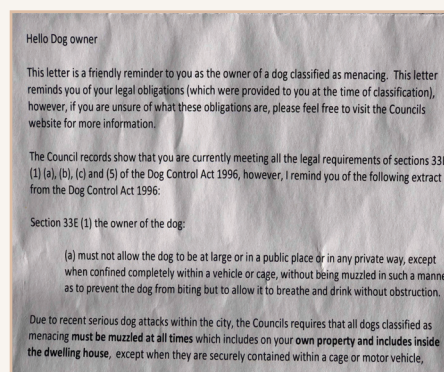 Hello Dog owner
This letter is a friendly reminder to you as the owner of a dog classified as menacing.  This letter
reminds you of your legal obligations (which were provided to you at the time of classification),
however, if you are unsure of what these obligations are, please feel free to visit the Councils
website for more information.
The Council records show that you are currently meeting all the legal requirements of sections 33E
(1) (a), (b), (c) and (5) of the Dog Control Act 1996, however, I remind you of the following extract
from the Dog Control Act 1996:
Section 33E (1) the owner of the dog:
(a) must not allow the dog to be at large or in a public place or in any private way, except
when confined completely within a vehicle or cage, without being muzzled in such a manne
as to prevent the dog from biting but to allow it to breathe and drink without obstruction.
Due to recent serious dog attacks within the city, the Councils requires that all dogs classified as
menacing must be muzzled at all times which includes on your own property and includes inside
the dwelling house, except when they are securely contained within a cage or motor vehicle,